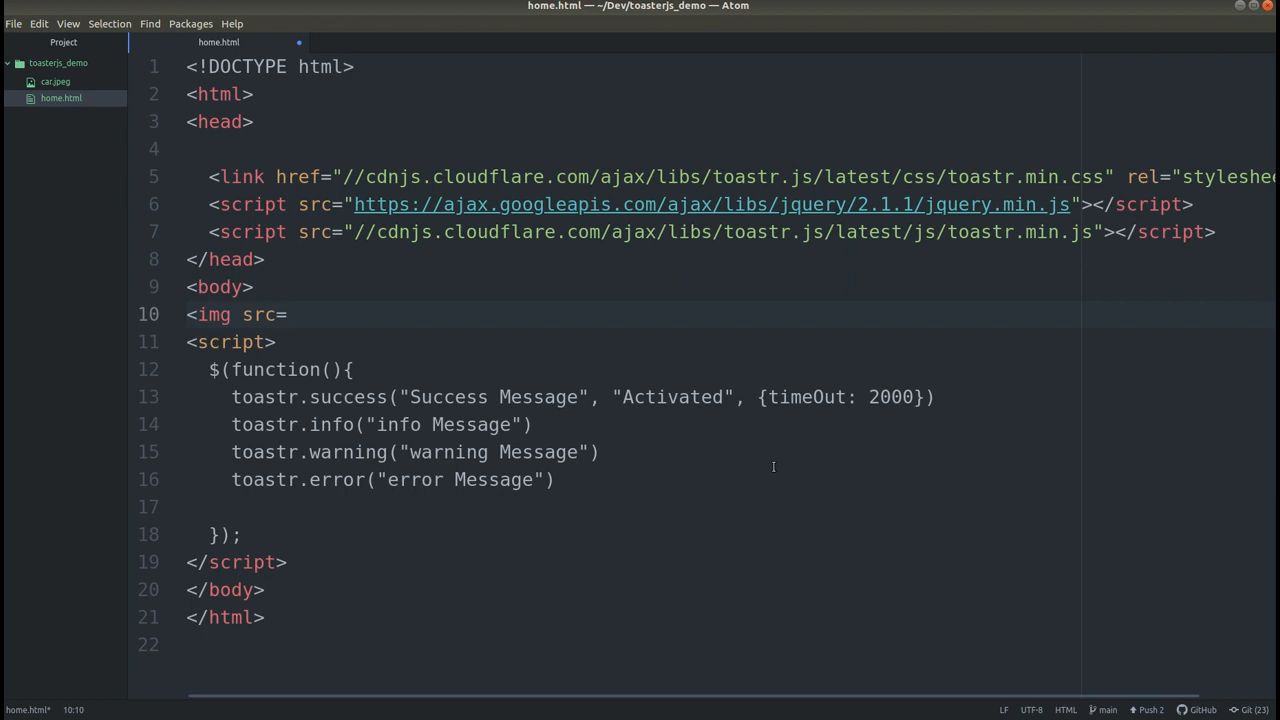 home.html — ~/Dev/toasterjs_demo — Atom
File Edit View Selection Find Packages Help
Project
home.html
toasterjs_demo
car.jpeg
home.html
1 <!DOCTYPE html>
2 <html>
3 <head>
4
5 <link href="//cdnjs.cloudflare.com/ajax/libs/toastr.js/latest/css/toastr.min.css" rel="styleshee
6 <script src="https://ajax.googleapis.com/ajax/libs/jquery/2.1.1/jquery.min.js"></script>
7 <script src="//cdnjs.cloudflare.com/ajax/libs/toastr.js/latest/js/toastr.min.js"></script>
8 </head>
9 <body>
10 <img src=
11 <script>
12 $(function(){
13 toastr.success("Success Message", "Activated", {timeOut: 2000})
14 toastr.info("info Message")
15 toastr.warning("warning Message")
16 toastr.error("error Message")
17
18 });
19 </script>
20 </body>
21 </html>
22
home.html* 10:10 LF UTF-8 HTML main Push 2 GitHub Git (23)